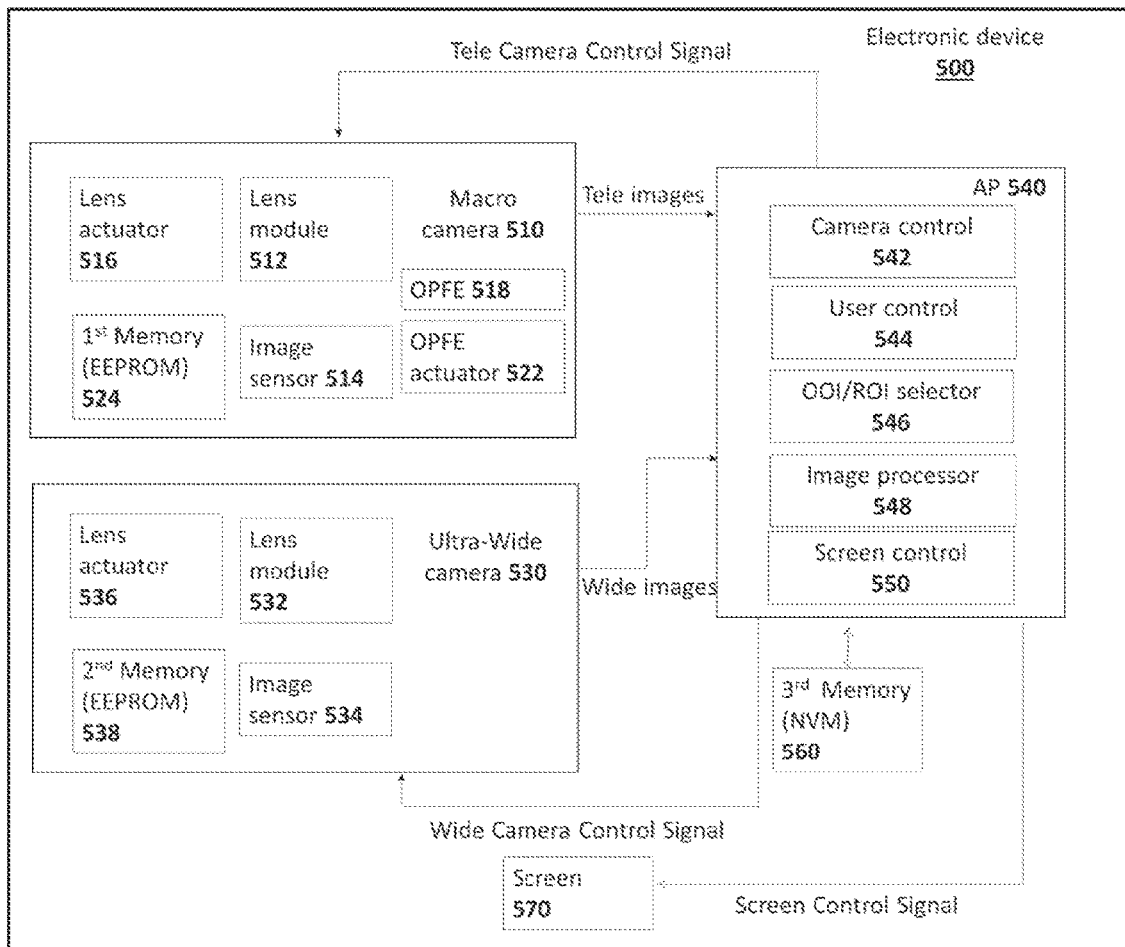 Tele Camera Control Signal
Electronic device
500
Lens
actuator
516
Lens
module
512
Macro
camera 510
OPFE 518
OPFE
actuator 522
1st Memory
(EEPROM)
524
Image
sensor 514
Tele images
AP 540
Camera control
542
User control
544
OOI/ROI selector
546
Image processor
548
Screen control
550
Lens
actuator
536
Lens
module
532
Ultra-Wide
camera 530
Wide images
2nd Memory
(EEPROM)
538
Image
sensor 534
3rd Memory
(NVM)
560
Wide Camera Control Signal
Screen
570
Screen Control Signal